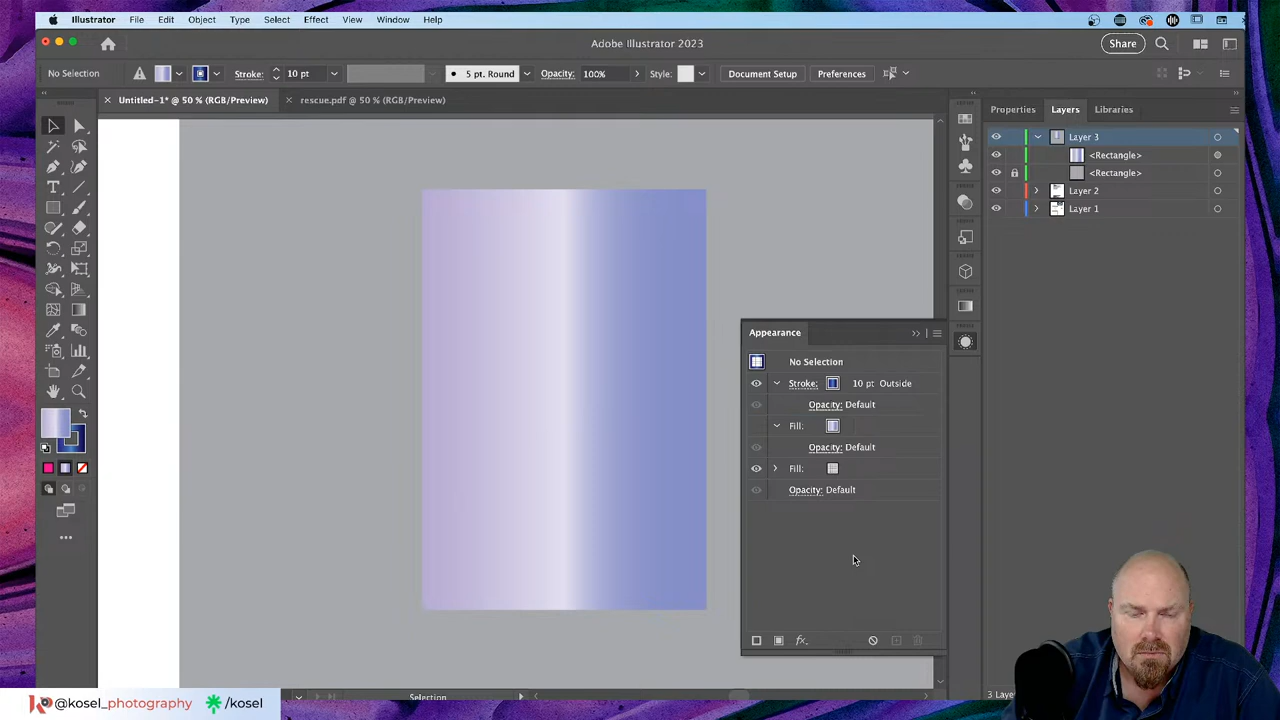 Illustrator File Edit Object Type Select Effect View Window Help
Adobe Illustrator 2023
Share
No Selection
Stroke: 10 pt
5 pt. Round
Opacity: 100%
Style:
Document Setup
Preferences
× Untitled-1* @ 50 % (RGB/Preview)
× rescue.pdf @ 50 % (RGB/Preview)
Properties Layers Libraries
Layer 3
<Rectangle>
<Rectangle>
Layer 2
Layer 1
Appearance
No Selection
Stroke: 10 pt Outside
Opacity: Default
Fill:
Opacity: Default
Fill:
Opacity: Default
fx.
Selection
@kosel_photography /kosel